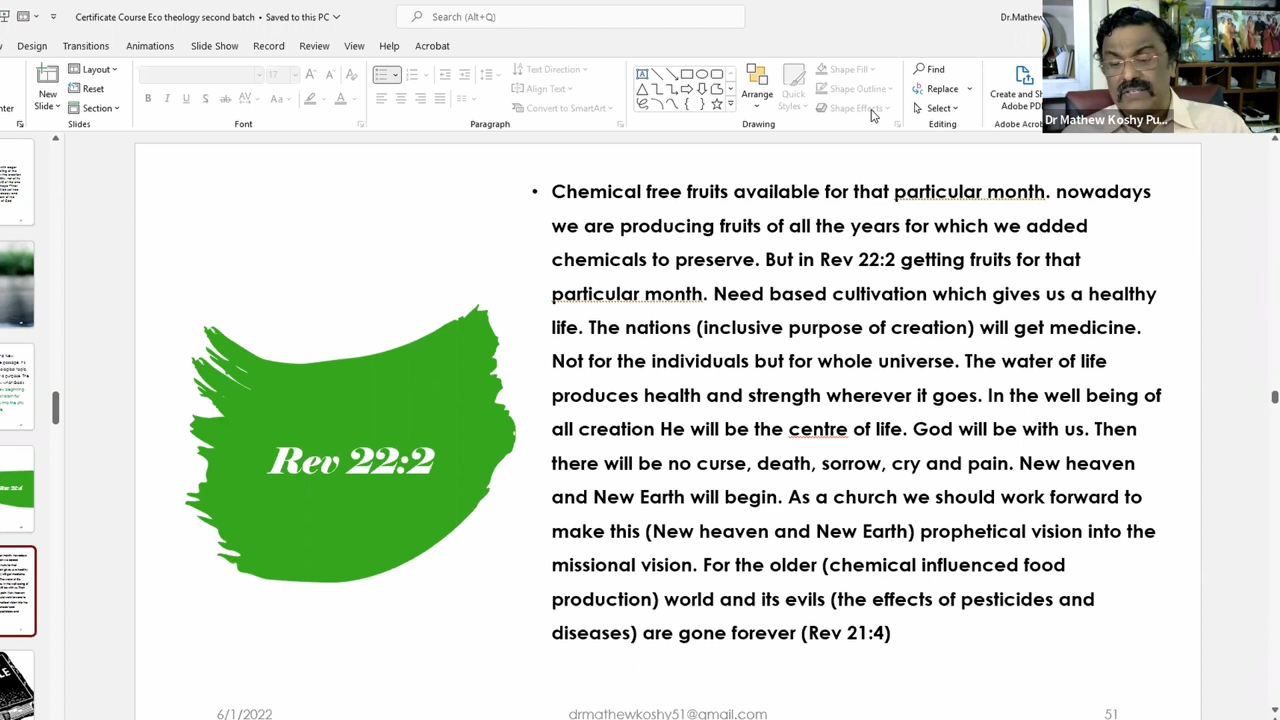 Certificate Course Eco theology second batch • Saved to this PC
Search (Alt+Q)
Dr.Mathew
Design Transitions Animations Slide Show Record Review View Help Acrobat
New Slide
Layout
Reset
Section
Slides
17
Font
Paragraph
Text Direction
Align Text
Convert to SmartArt
Drawing
Arrange
Quick Styles
Shape Fill
Shape Outline
Shape Effects
Find
Replace
Select
Editing
Create and Sh
Adobe PDF
Adobe Acro
Dr Mathew Koshy Pu...
• Chemical free fruits available for that particular month. nowadays
we are producing fruits of all the years for which we added
chemicals to preserve. But in Rev 22:2 getting fruits for that
particular month. Need based cultivation which gives us a healthy
life. The nations (inclusive purpose of creation) will get medicine.
Not for the individuals but for whole universe. The water of life
produces health and strength wherever it goes. In the well being of
all creation He will be the centre of life. God will be with us. Then
there will be no curse, death, sorrow, cry and pain. New heaven
and New Earth will begin. As a church we should work forward to
make this (New heaven and New Earth) prophetical vision into the
missional vision. For the older (chemical influenced food
production) world and its evils (the effects of pesticides and
diseases) are gone forever (Rev 21:4)
Rev 22:2
6/1/2022
drmathewkoshy51@gmail.com
51